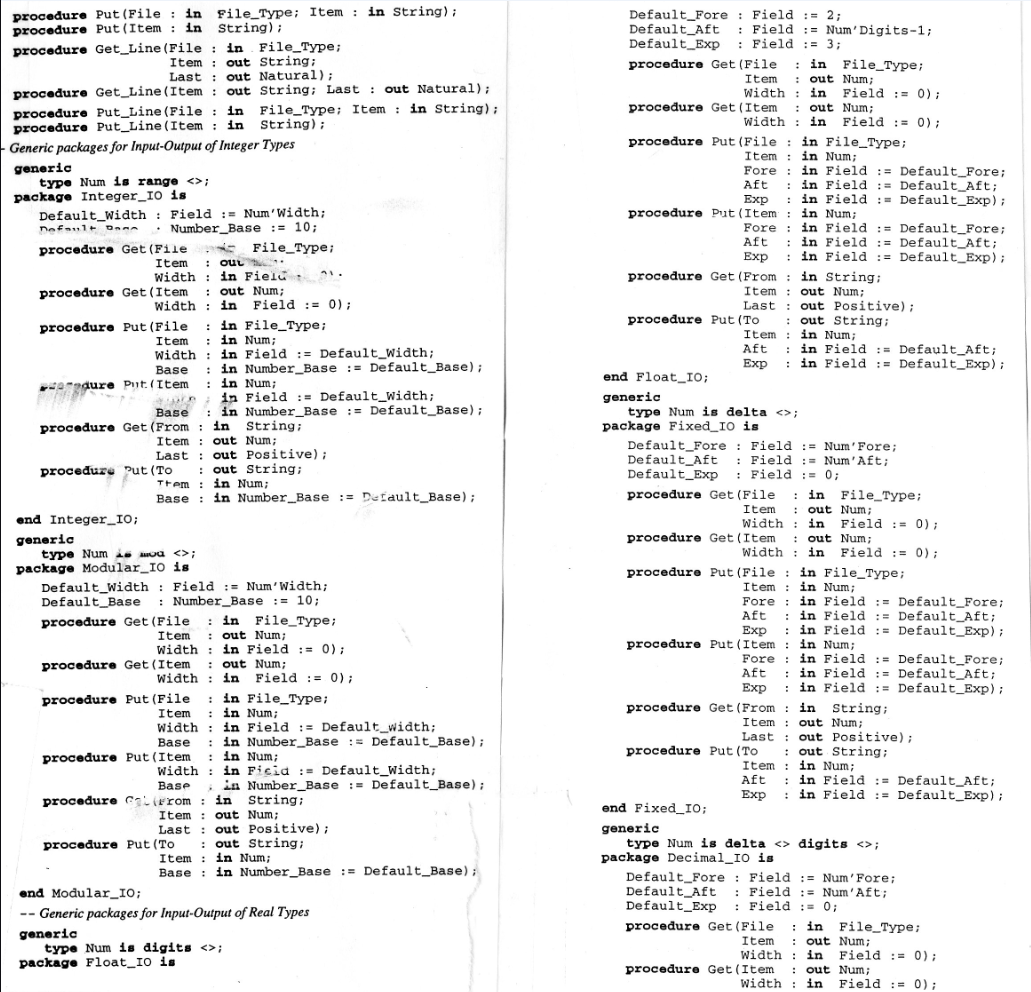 procedure Put(File : in File_Type; Item : in String);
procedure Put(Item : in String);
procedure Get_Line(File : in File_Type;
Item : out String;
Last : out Natural);
procedure Get_Line(Item : out String; Last : out Natural);
procedure Put_Line(File : in File_Type; Item : in String);
procedure Put_Line(Item : in String);
- Generic packages for Input-Output of Integer Types
generic
type Num is range <>;
package Integer_IO is
Default_Width : Field := Num'Width;
Default_Base : Number_Base := 10;
procedure Get(File in File_Type;
Item : out
Width : in Field
procedure Get(Item : out Num;
Width : in Field := 0);
procedure Put(File : in File_Type;
Item : in Num;
Width : in Field := Default_Width;
Base : in Number_Base := Default_Base);
procedure Put(Item : in Num;
in Field := Default_Width;
Base : in Number_Base := Default_Base);
procedure Get(From : in String;
Item : out Num;
Last : out Positive);
procedure Put(To : out String;
Item : in Num;
Base : in Number_Base := Default_Base);
end Integer_IO;
generic
type Num is mod <>;
package Modular_IO is
Default_Width : Field := Num'Width;
Default_Base : Number_Base := 10;
procedure Get(File : in File_Type;
Item : out Num;
Width : in Field := 0);
procedure Get(Item : out Num;
Width : in Field := 0);
procedure Put(File : in File_Type;
Item : in Num;
Width : in Field := Default_Width;
Base : in Number_Base := Default_Base);
procedure Put(Item : in Num;
Width : in Field := Default_Width;
Base in Number_Base := Default_Base);
procedure Get(From : in String;
Item : out Num;
Last : out Positive);
procedure Put(To : out String;
Item : in Num;
Base : in Number_Base := Default_Base);
end Modular_IO;
-- Generic packages for Input-Output of Real Types
generic
type Num is digits <>;
package Float_IO is
Default_Fore : Field := 2;
Default_Aft : Field := Num'Digits-1;
Default_Exp : Field := 3;
procedure Get(File : in File_Type;
Item : out Num;
Width : in Field := 0);
procedure Get(Item : out Num;
Width : in Field := 0);
procedure Put(File : in File_Type;
Item : in Num;
Fore : in Field := Default_Fore;
Aft : in Field := Default_Aft;
Exp : in Field := Default_Exp);
procedure Put(Item : in Num;
Fore : in Field := Default_Fore;
Aft : in Field := Default_Aft;
Exp : in Field := Default_Exp);
procedure Get(From : in String;
Item : out Num;
Last : out Positive);
procedure Put(To : out String;
Item : in Num;
Aft : in Field := Default_Aft;
Exp : in Field := Default_Exp);
end Float_IO;
generic
type Num is delta <>;
package Fixed_IO is
Default_Fore : Field := Num'Fore;
Default_Aft : Field := Num'Aft;
Default_Exp : Field := 0;
procedure Get(File : in File_Type;
Item : out Num;
Width : in Field := 0);
procedure Get(Item : out Num;
Width : in Field := 0);
procedure Put(File : in File_Type;
Item : in Num;
Fore : in Field := Default_Fore;
Aft : in Field := Default_Aft;
Exp : in Field := Default_Exp);
procedure Put(Item : in Num;
Fore : in Field := Default_Fore;
Aft : in Field := Default_Aft;
Exp : in Field := Default_Exp);
procedure Get(From : in String;
Item : out Num;
Last : out Positive);
procedure Put(To : out String;
Item : in Num;
Aft : in Field := Default_Aft;
Exp : in Field := Default_Exp);
end Fixed_IO;
generic
type Num is delta <> digits <>;
package Decimal_IO is
Default_Fore : Field := Num'Fore;
Default_Aft : Field := Num'Aft;
Default_Exp : Field := 0;
procedure Get(File : in File_Type;
Item : out Num;
Width : in Field := 0);
procedure Get(Item : out Num;
Width : in Field := 0);